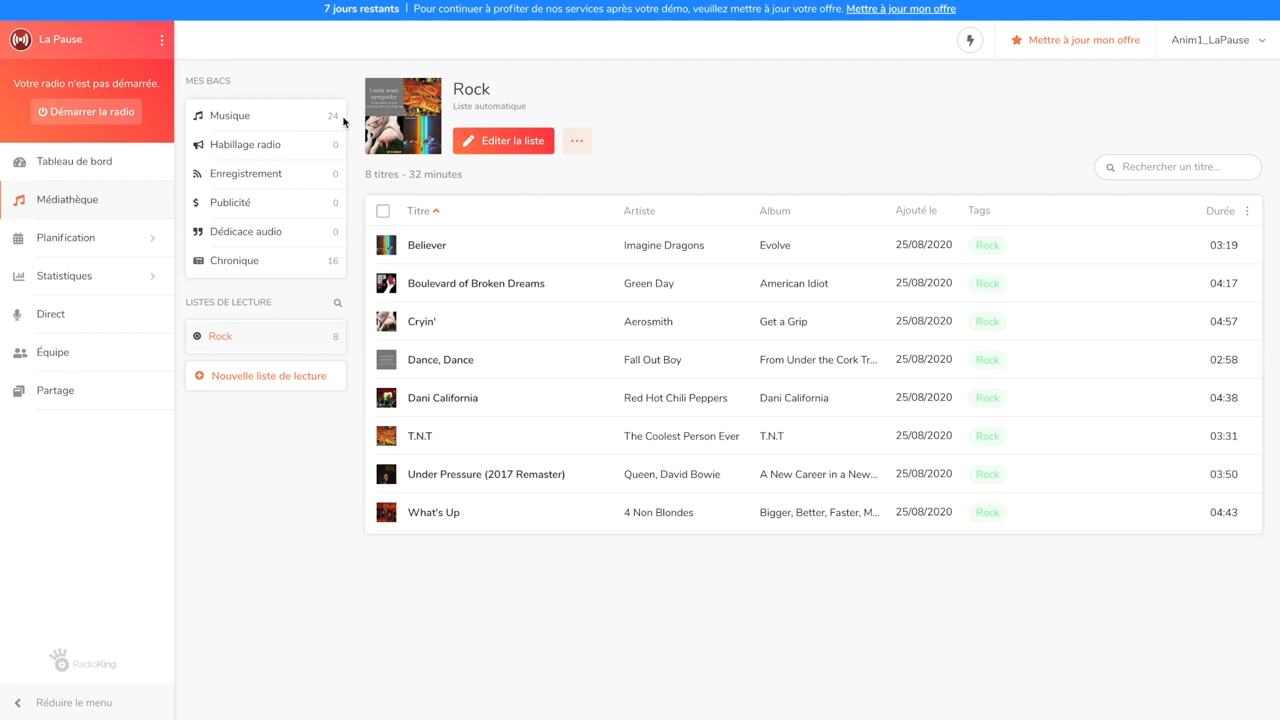 7 jours restants | Pour continuer à profiter de nos services après votre démo, veuillez mettre à jour votre offre. Mettre à jour mon offre
La Pause
Mettre à jour mon offre
Anim1_LaPause
Votre radio n'est pas démarrée.
Démarrer la radio
Tableau de bord
Médiathèque
Planification
Statistiques
Direct
Équipe
Partage
RadioKing
Réduire le menu
MES BACS
Musique 24
Habillage radio 0
Enregistrement 0
Publicité 0
Dédicace audio 0
Chronique 16
LISTES DE LECTURE
Rock 8
Nouvelle liste de lecture
I only want
sympathy
Rock
Liste automatique
Editer la liste
8 titres - 32 minutes
Rechercher un titre...
Titre Artiste Album Ajouté le Tags Durée
Believer Imagine Dragons Evolve 25/08/2020 Rock 03:19
Boulevard of Broken Dreams Green Day American Idiot 25/08/2020 Rock 04:17
Cryin' Aerosmith Get a Grip 25/08/2020 Rock 04:57
Dance, Dance Fall Out Boy From Under the Cork Tr... 25/08/2020 Rock 02:58
Dani California Red Hot Chili Peppers Dani California 25/08/2020 Rock 04:38
T.N.T The Coolest Person Ever T.N.T 25/08/2020 Rock 03:31
Under Pressure (2017 Remaster) Queen, David Bowie A New Career in a New... 25/08/2020 Rock 03:50
What's Up 4 Non Blondes Bigger, Better, Faster, M... 25/08/2020 Rock 04:43